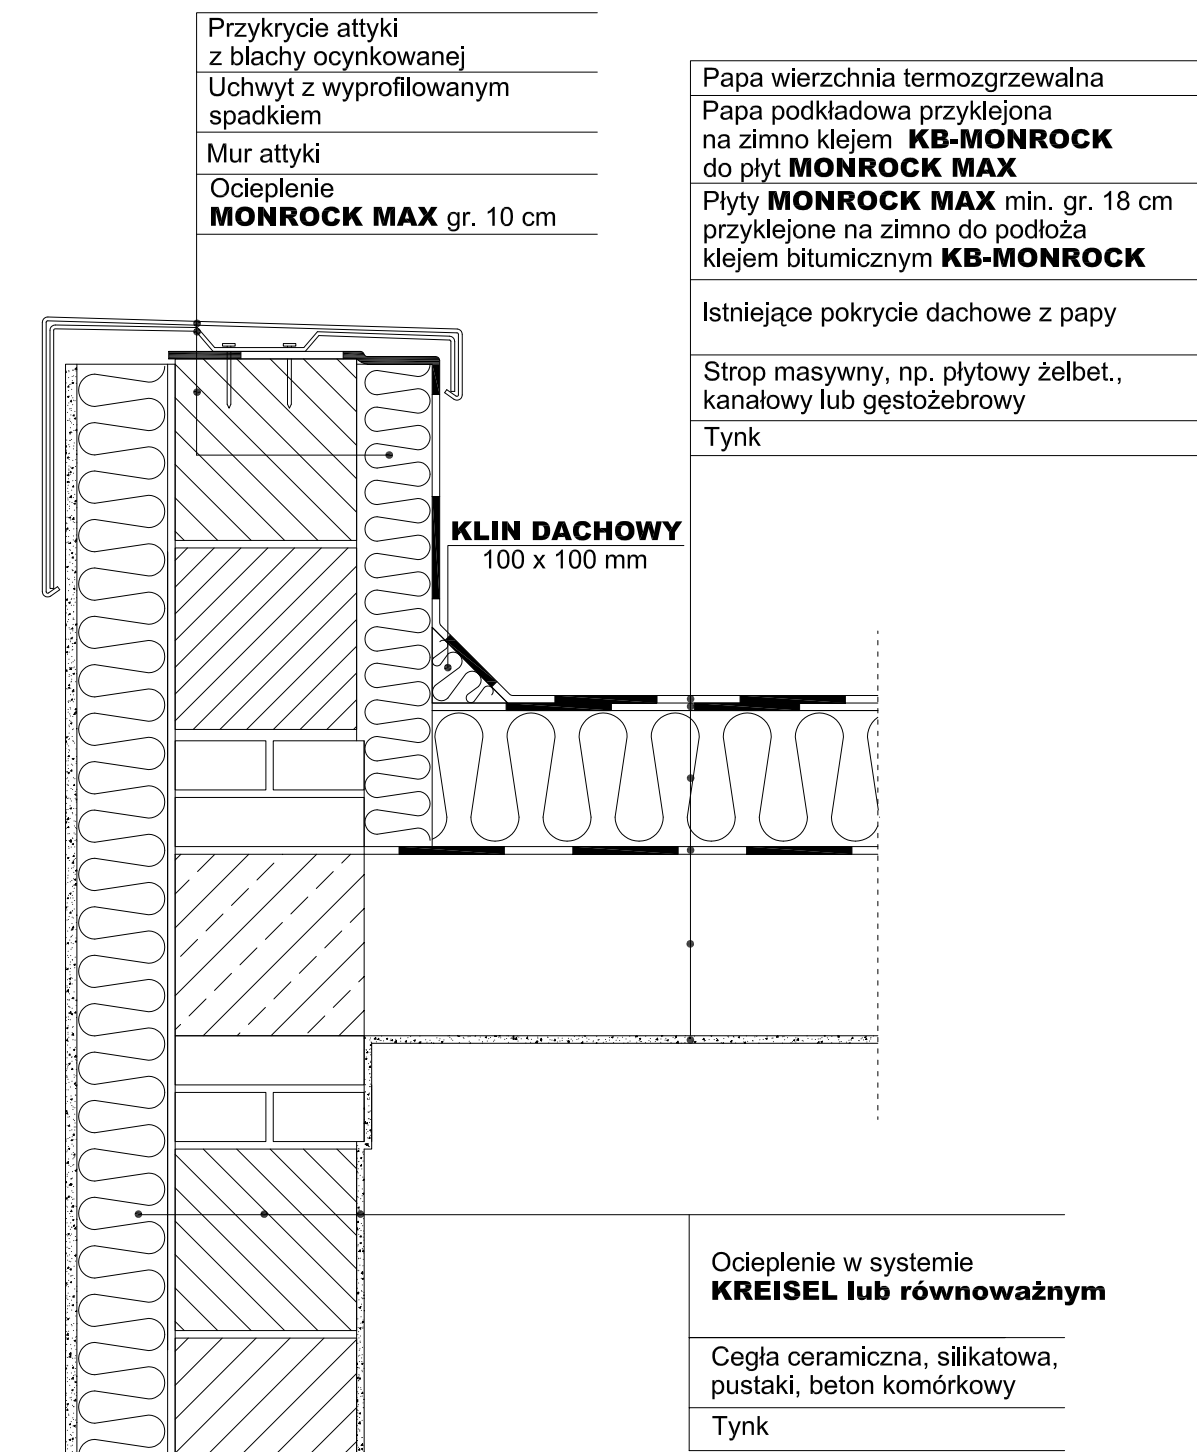 Przykrycie attyki
z blachy ocynkowanej
Uchwyt z wyprofilowanym
spadkiem
Mur attyki
Ocieplenie
MONROCK MAX gr. 10 cm
Papa wierzchnia termozgrzewalna
Papa podkładowa przyklejona
na zimno klejem KB-MONROCK
do płyt MONROCK MAX
Płyty MONROCK MAX min. gr. 18 cm
przyklejone na zimno do podłoża
klejem bitumicznym KB-MONROCK
Istniejące pokrycie dachowe z papy
Strop masywny, np. płytowy żelbet.,
kanałowy lub gęstożebrowy
Tynk
KLIN DACHOWY
100 x 100 mm
Ocieplenie w systemie
KREISEL lub równoważnym
Cegła ceramiczna, silikatowa,
pustaki, beton komórkowy
Tynk